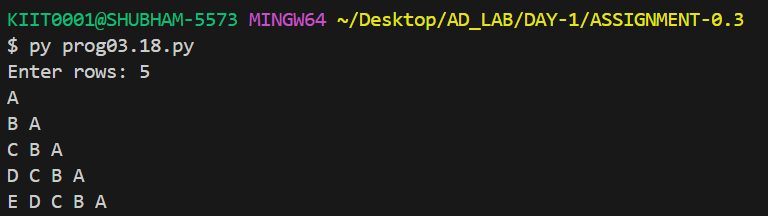 KIIT0001@SHUBHAM-5573 MINGW64 ~/Desktop/AD_LAB/DAY-1/ASSIGNMENT-0.3
$ py prog03.18.py
Enter rows: 5
A
B A
C B A
D C B A
E D C B A